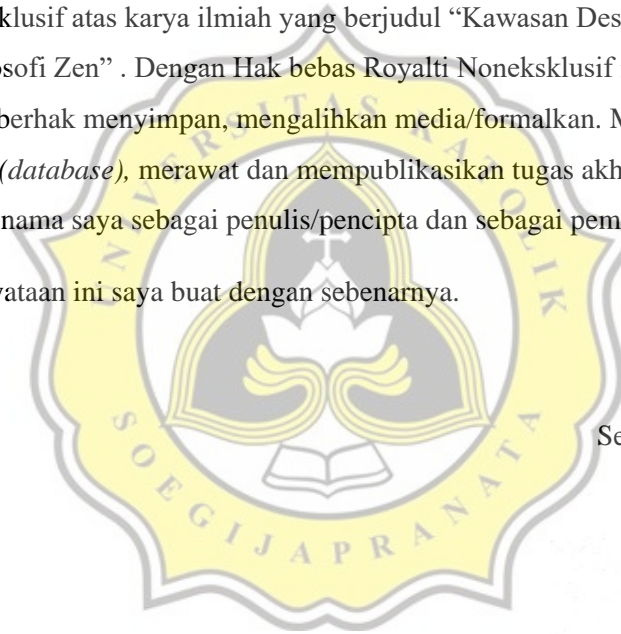 klusif atas karya ilmiah yang berjudul “Kawasan Des
osofi Zen” . Dengan Hak bebas Royalti Noneksklusif
berhak menyimpan, mengalihkan media/formalkan. M
(database), merawat dan mempublikasikan tugas akh
nama saya sebagai penulis/pencipta dan sebagai pem
yataan ini saya buat dengan sebenarnya.
Se
UNIVERSITAS KATOLIK
SOEGIJAPRANATA